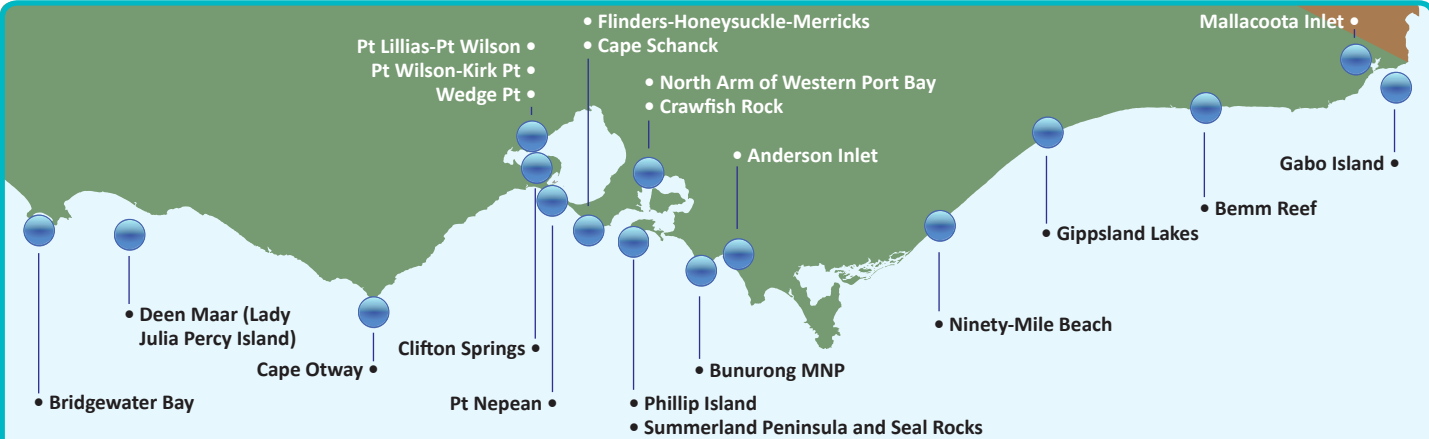 • Flinders-Honeysuckle-Merricks
• Cape Schanck
Mallacoota Inlet •
Pt Lillias-Pt Wilson •
Pt Wilson-Kirk Pt •
Wedge Pt •
• North Arm of Western Port Bay
• Crawfish Rock
• Anderson Inlet
Gabo Island •
• Bemm Reef
• Gippsland Lakes
• Deen Maar (Lady
Julia Percy Island)
• Ninety-Mile Beach
Clifton Springs •
Cape Otway •
• Bunurong MNP
• Bridgewater Bay
Pt Nepean •
• Phillip Island
• Summerland Peninsula and Seal Rocks